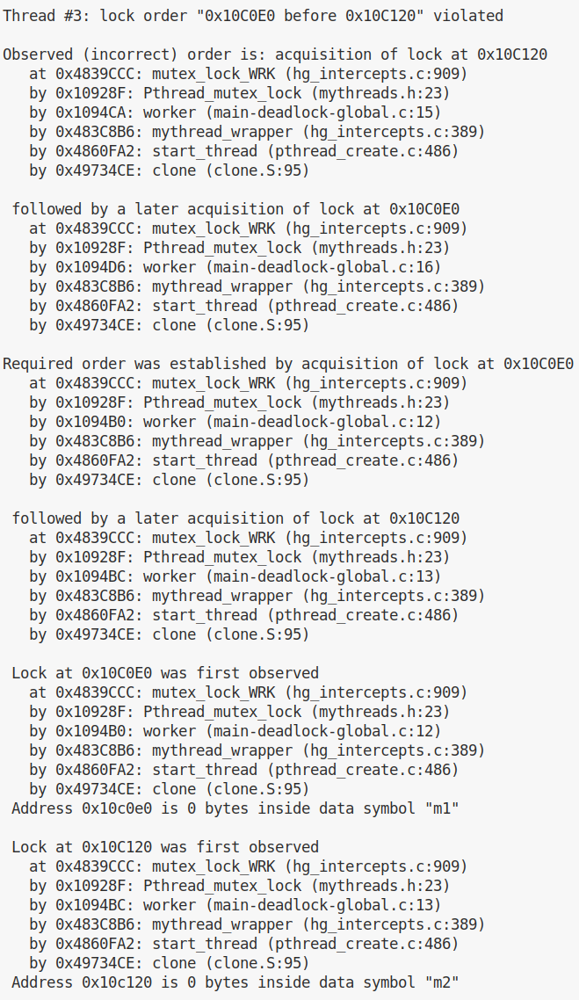 Thread #3: lock order "0x10C0E0 before 0x10C120" violated
Observed (incorrect) order is: acquisition of lock at 0x10C120
at 0x4839CCC: mutex_lock_WRK (hg_intercepts.c:909)
by 0x10928F: Pthread_mutex_lock (mythreads.h:23)
by 0x1094CA: worker (main-deadlock-global.c:15)
by 0x483C8B6: mythread_wrapper (hg_intercepts.c:389)
by 0x4860FA2: start_thread (pthread_create.c:486)
by 0x49734CE: clone (clone.S:95)
followed by a later acquisition of lock at 0x10C0E0
at 0x4839CCC: mutex_lock_WRK (hg_intercepts.c:909)
by 0x10928F: Pthread_mutex_lock (mythreads.h:23)
by 0x1094D6: worker (main-deadlock-global.c:16)
by 0x483C8B6: mythread_wrapper (hg_intercepts.c:389)
by 0x4860FA2: start_thread (pthread_create.c:486)
by 0x49734CE: clone (clone.S:95)
Required order was established by acquisition of lock at 0x10C0E0
at 0x4839CCC: mutex_lock_WRK (hg_intercepts.c:909)
by 0x10928F: Pthread_mutex_lock (mythreads.h:23)
by 0x1094B0: worker (main-deadlock-global.c:12)
by 0x483C8B6: mythread_wrapper (hg_intercepts.c:389)
by 0x4860FA2: start_thread (pthread_create.c:486)
by 0x49734CE: clone (clone.S:95)
followed by a later acquisition of lock at 0x10C120
at 0x4839CCC: mutex_lock_WRK (hg_intercepts.c:909)
by 0x10928F: Pthread_mutex_lock (mythreads.h:23)
by 0x1094BC: worker (main-deadlock-global.c:13)
by 0x483C8B6: mythread_wrapper (hg_intercepts.c:389)
by 0x4860FA2: start_thread (pthread_create.c:486)
by 0x49734CE: clone (clone.S:95)
Lock at 0x10C0E0 was first observed
at 0x4839CCC: mutex_lock_WRK (hg_intercepts.c:909)
by 0x10928F: Pthread_mutex_lock (mythreads.h:23)
by 0x1094B0: worker (main-deadlock-global.c:12)
by 0x483C8B6: mythread_wrapper (hg_intercepts.c:389)
by 0x4860FA2: start_thread (pthread_create.c:486)
by 0x49734CE: clone (clone.S:95)
Address 0x10c0e0 is 0 bytes inside data symbol "m1"
Lock at 0x10C120 was first observed
at 0x4839CCC: mutex_lock_WRK (hg_intercepts.c:909)
by 0x10928F: Pthread_mutex_lock (mythreads.h:23)
by 0x1094BC: worker (main-deadlock-global.c:13)
by 0x483C8B6: mythread_wrapper (hg_intercepts.c:389)
by 0x4860FA2: start_thread (pthread_create.c:486)
by 0x49734CE: clone (clone.S:95)
Address 0x10c120 is 0 bytes inside data symbol "m2"